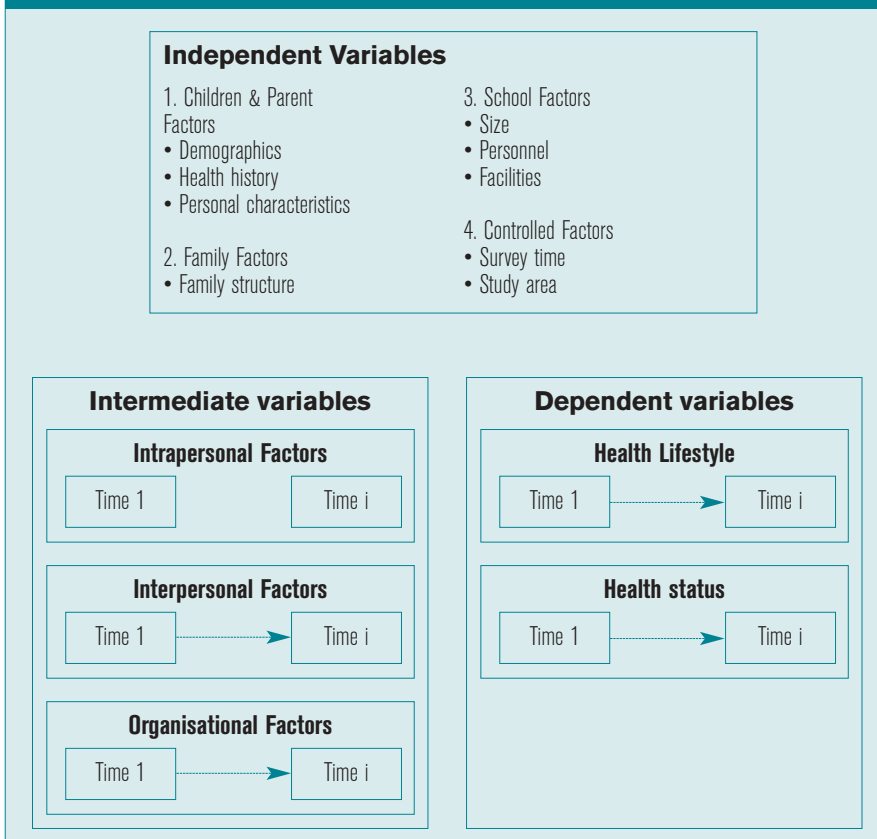 Independent Variables
1. Children & Parent
Factors
• Demographics
• Health history
• Personal characteristics
2. Family Factors
• Family structure
3. School Factors
• Size
• Personnel
• Facilities
4. Controlled Factors
• Survey time
• Study area
Intermediate variables
Intrapersonal Factors
Time 1
Time i
Interpersonal Factors
Time 1
Time i
Organisational Factors
Time 1
Time i
Dependent variables
Health Lifestyle
Time 1
Time i
Health status
Time 1
Time i